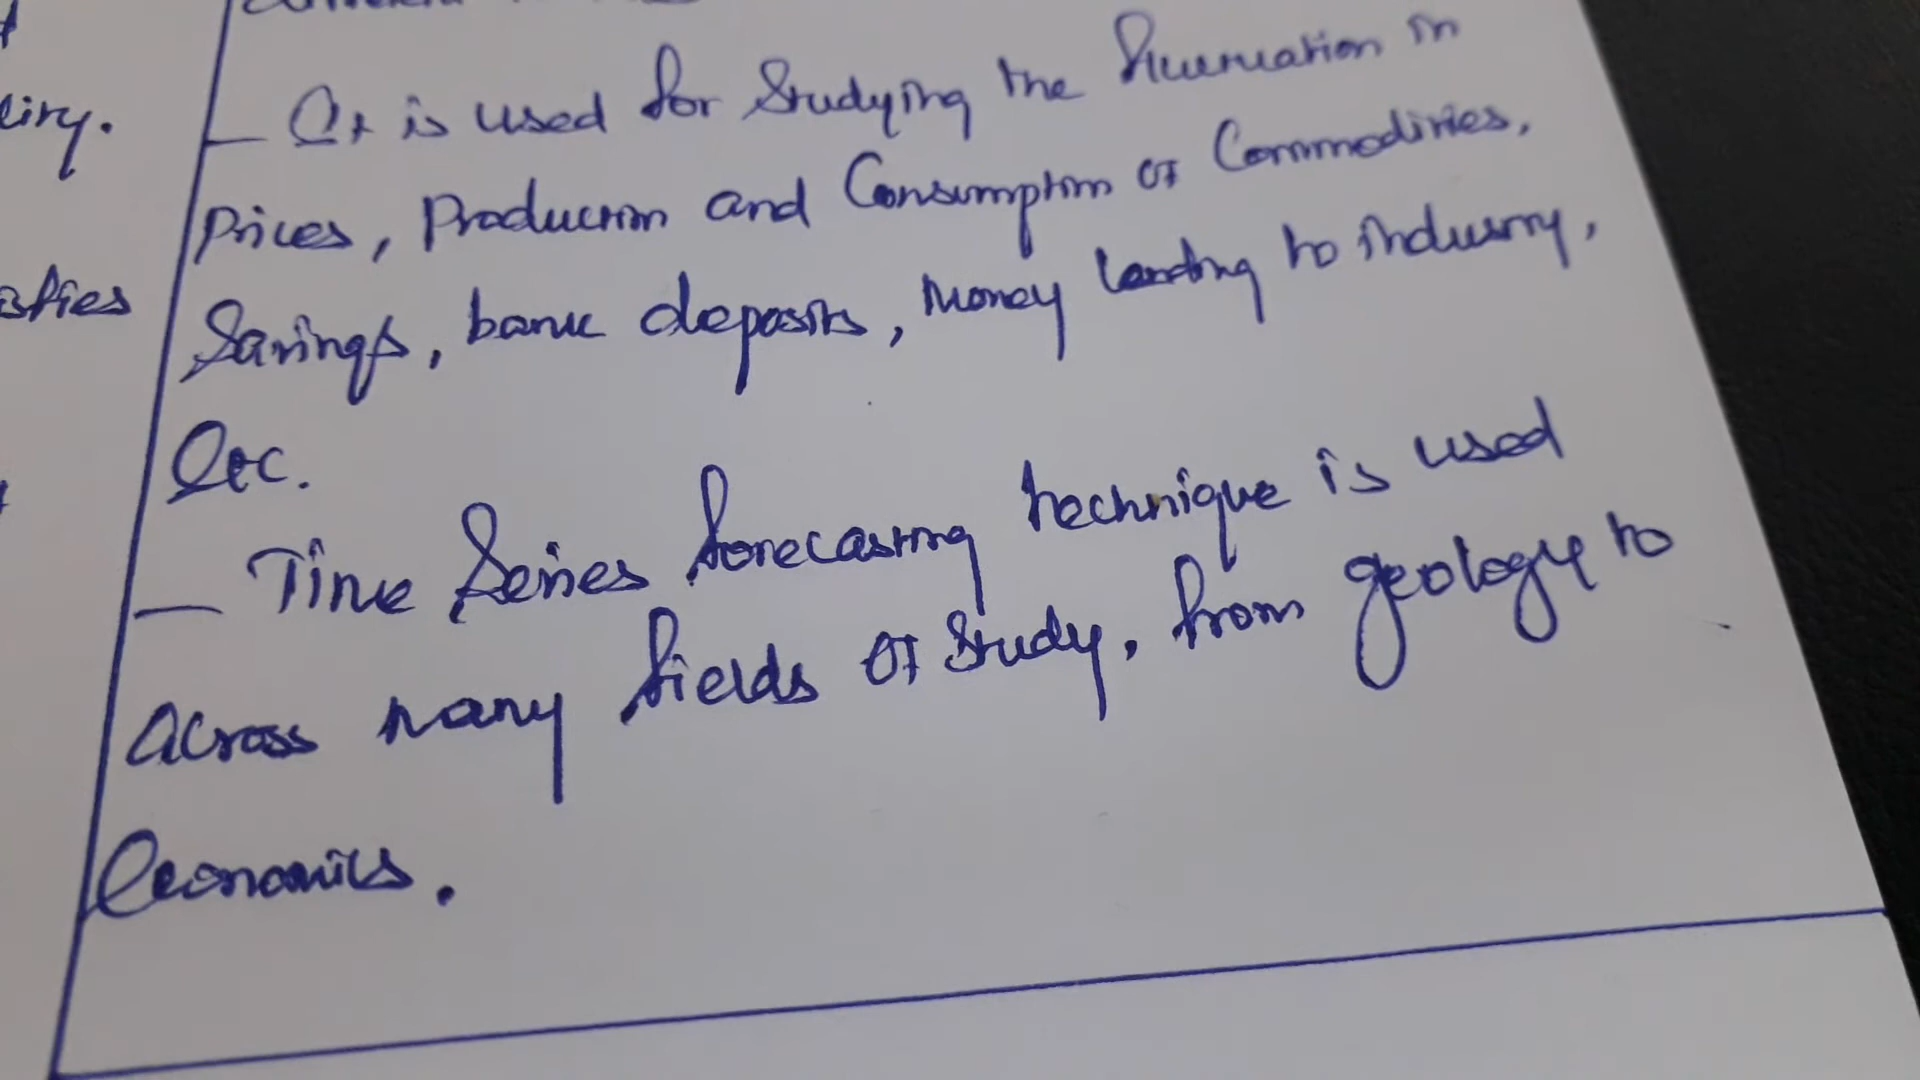 - It is used for Studying the fluctuation in
Prices, Production and Consumption of Commodities,
Savings, bank deposits, money lending to industry,
Etc.
- Time Series forecasting technique is used
across many fields of Study, from geology to
Economics.